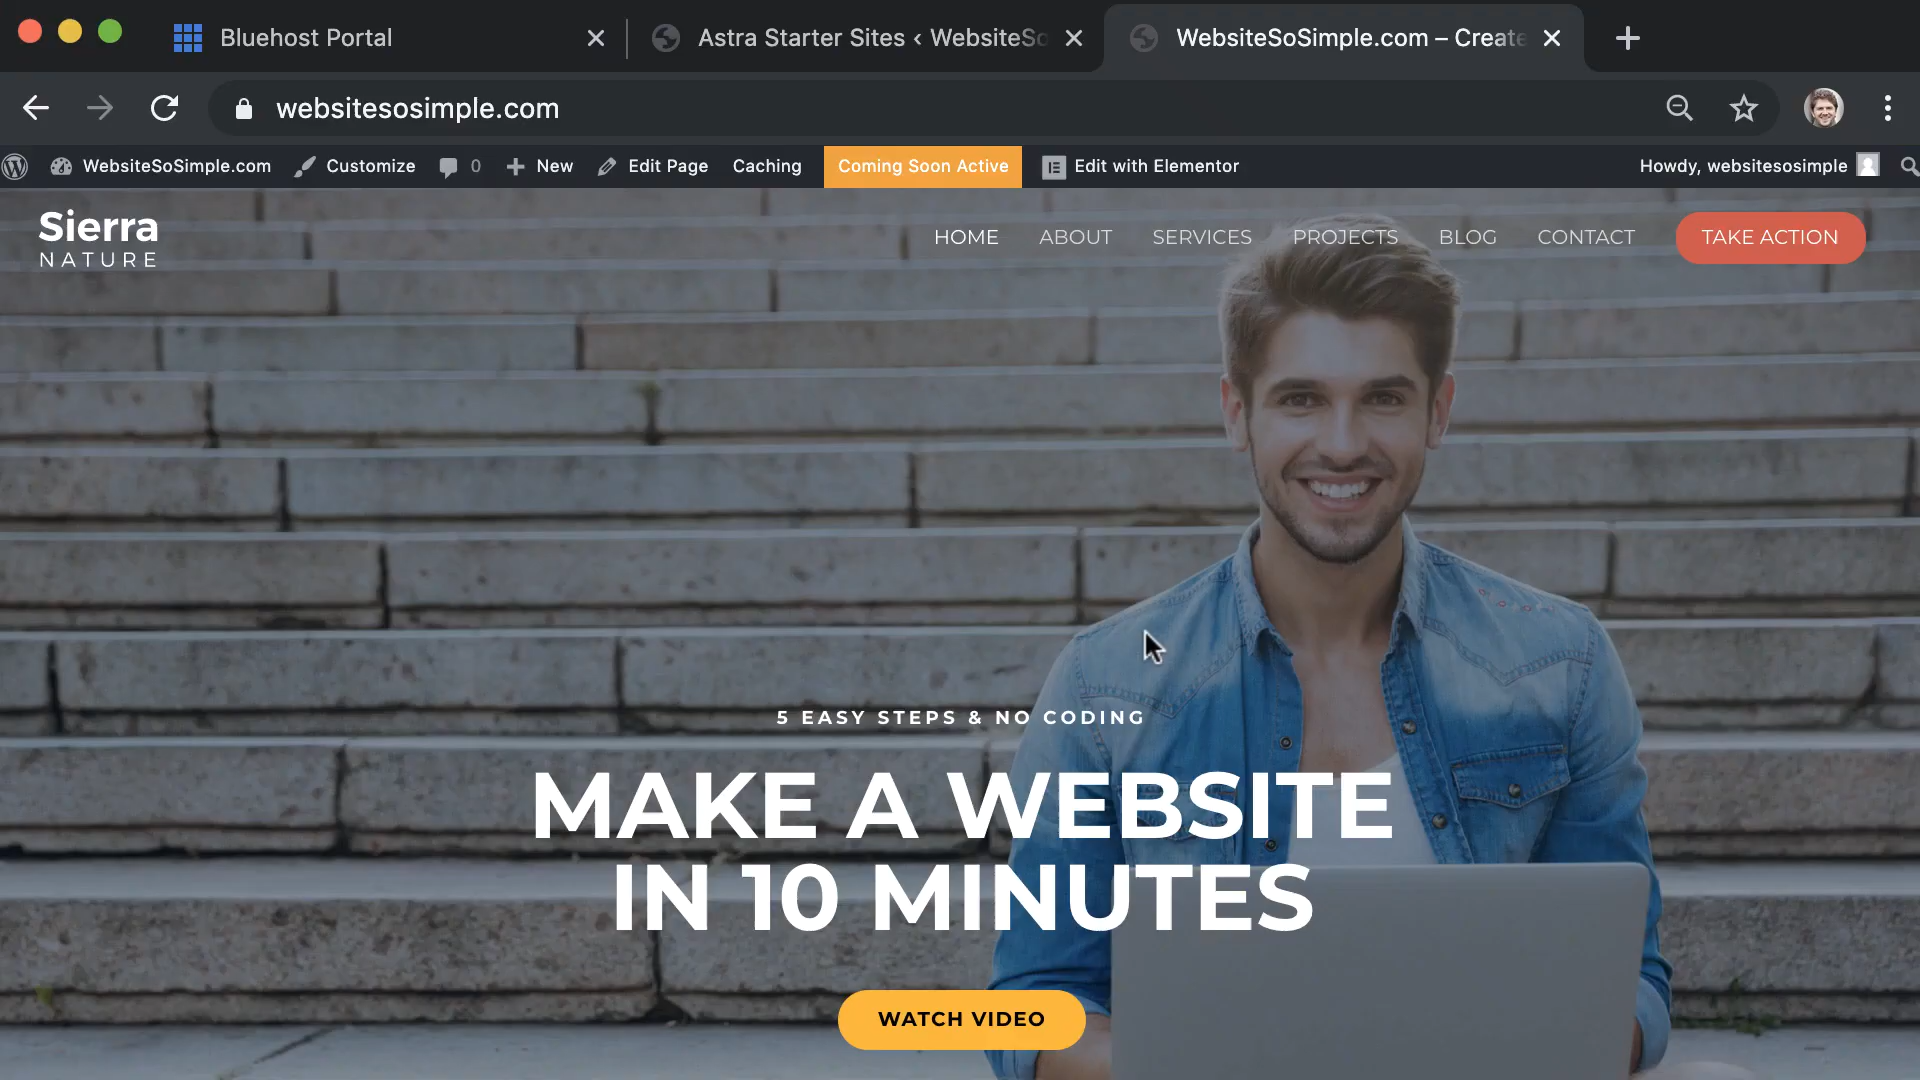 Bluehost Portal
Astra Starter Sites ‹ WebsiteSo
WebsiteSoSimple.com – Create
websitesosimple.com
WebsiteSoSimple.com Customize 0 New Edit Page Caching Coming Soon Active Edit with Elementor Howdy, websitesosimple
Sierra
NATURE
HOME ABOUT SERVICES PROJECTS BLOG CONTACT TAKE ACTION
5 EASY STEPS & NO CODING
MAKE A WEBSITE
IN 10 MINUTES
WATCH VIDEO